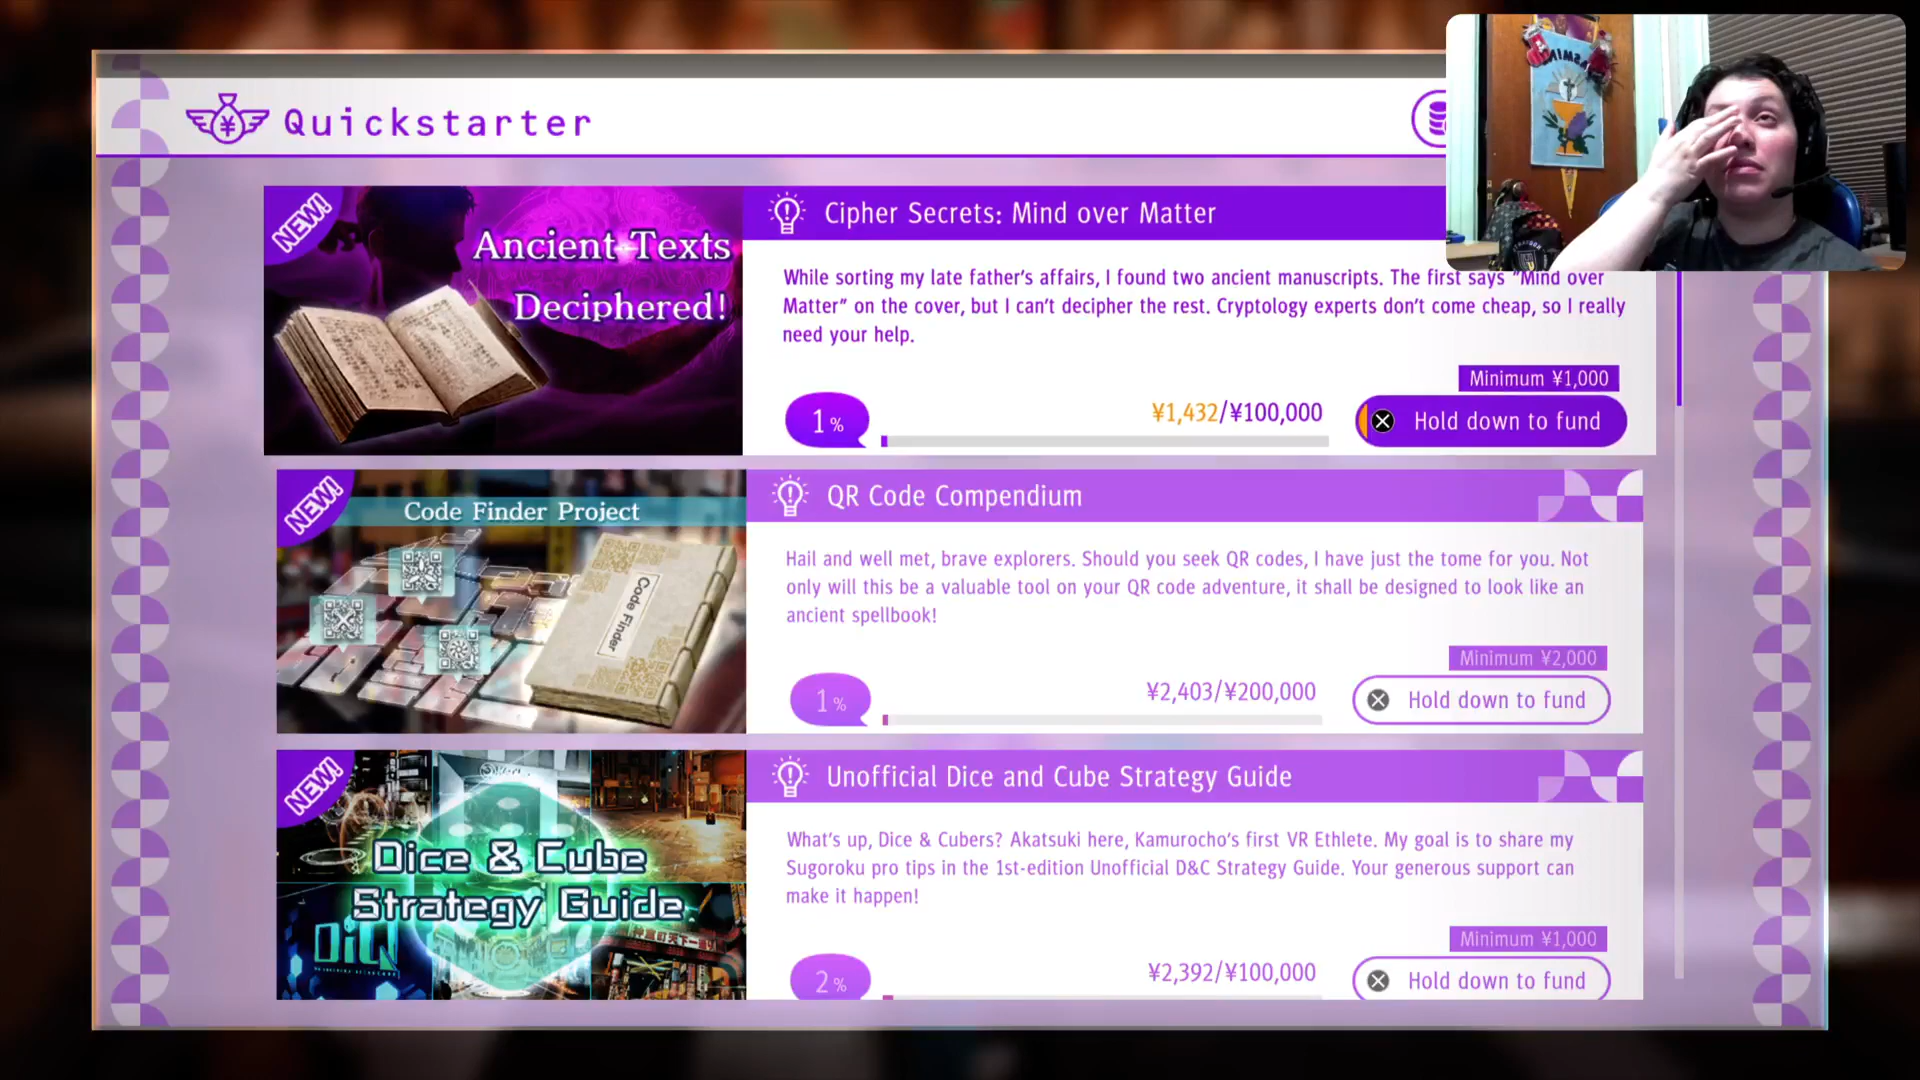 Quickstarter
NEW!
Ancient Texts
Deciphered!
Cipher Secrets: Mind over Matter
While sorting my late father's affairs, I found two ancient manuscripts. The first says "Mind over
Matter" on the cover, but I can't decipher the rest. Cryptology experts don't come cheap, so I really
need your help.
Minimum ¥1,000
1%
¥1,432/¥100,000
Hold down to fund
NEW!
Code Finder Project
Code Finder
QR Code Compendium
Hail and well met, brave explorers. Should you seek QR codes, I have just the tome for you. Not
only will this be a valuable tool on your QR code adventure, it shall be designed to look like an
ancient spellbook!
Minimum ¥2,000
1%
¥2,403/¥200,000
Hold down to fund
NEW!
Dice & Cube
Strategy Guide
Unofficial Dice and Cube Strategy Guide
What's up, Dice & Cubers? Akatsuki here, Kamurocho's first VR Ethlete. My goal is to share my
Sugoroku pro tips in the 1st-edition Unofficial D&C Strategy Guide. Your generous support can
make it happen!
Minimum ¥1,000
2%
¥2,392/¥100,000
Hold down to fund